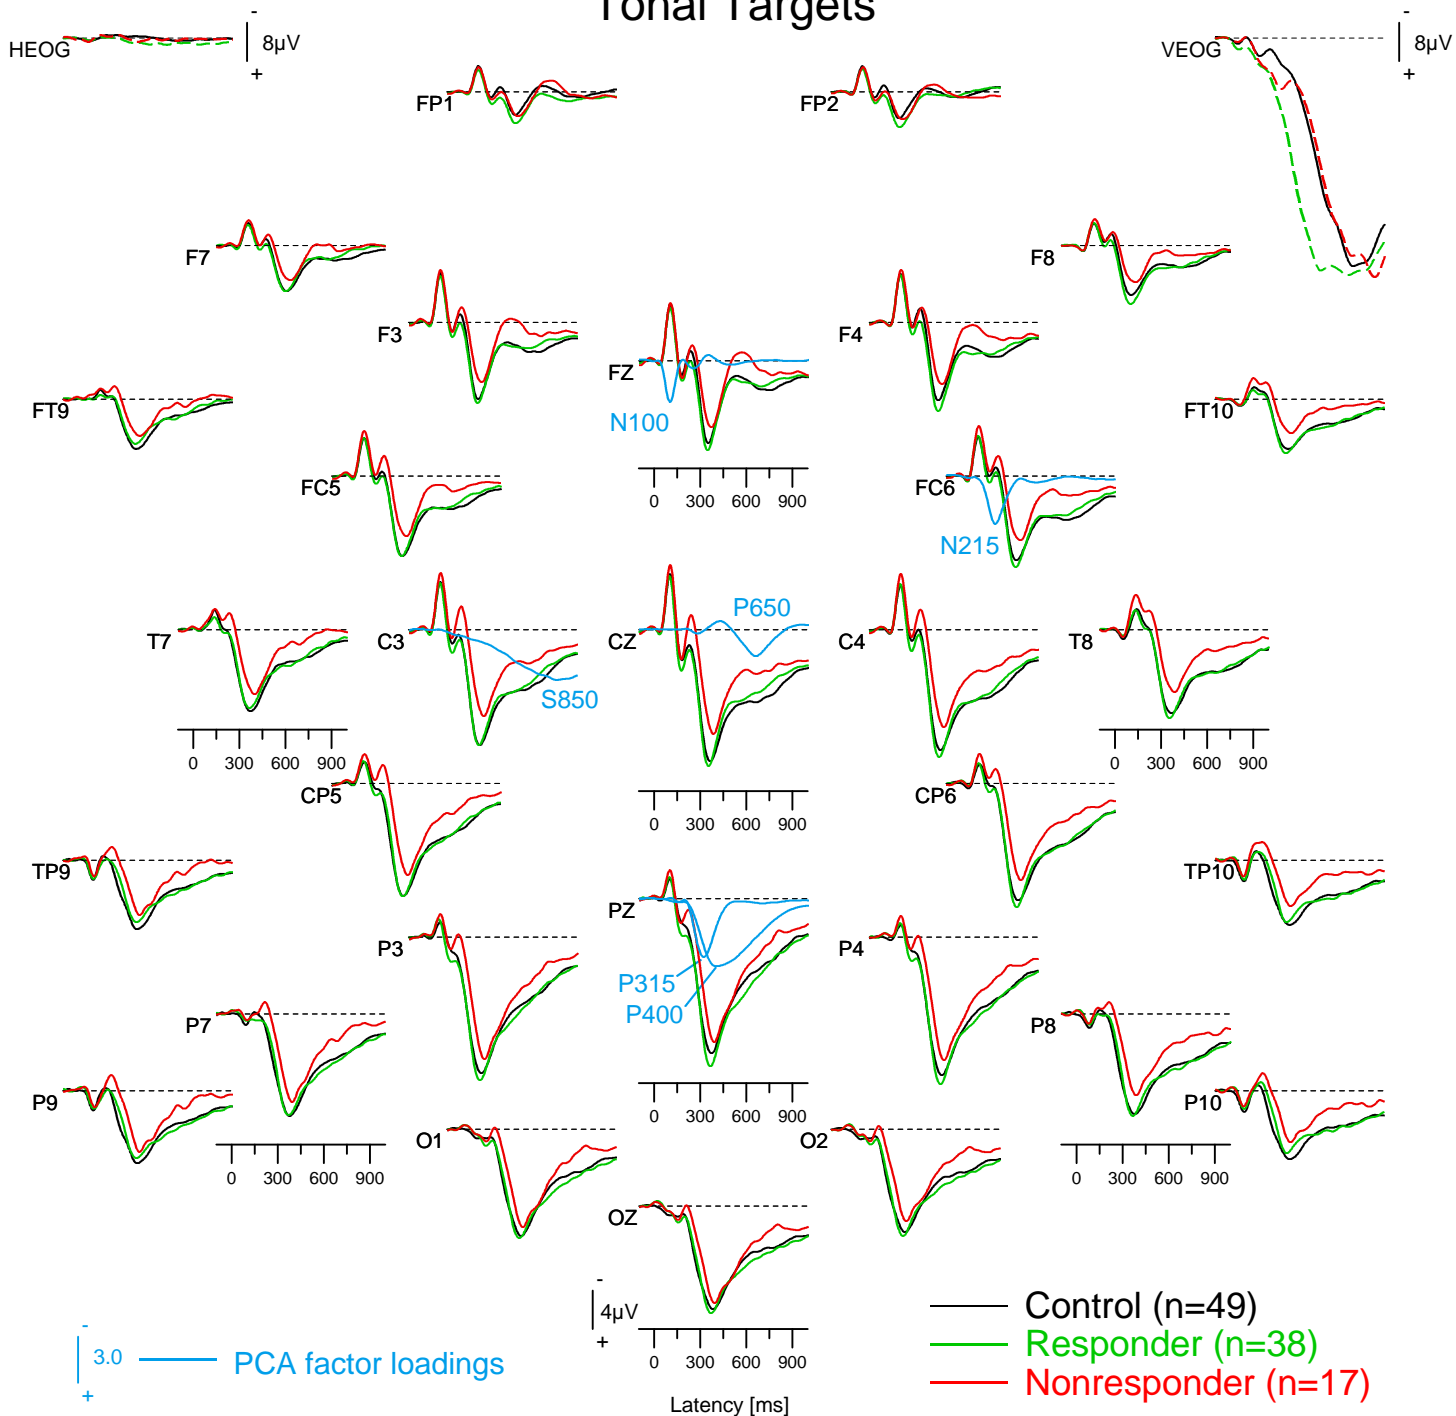 Tonal Targets
HEOG
-
8µV
+
VEOG
-
8µV
+
FP1
FP2
F7
F8
F3
F4
FZ
N100
0 300 600 900
FT9
FT10
FC5
FC6
N215
T7
0 300 600 900
C3
S850
CZ
P650
0 300 600 900
C4
T8
0 300 600 900
CP5
CP6
TP9
TP10
PZ
P315
P400
0 300 600 900
P3
P4
P7
0 300 600 900
P8
0 300 600 900
P9
P10
O1
O2
OZ
-
4µV
+
0 300 600 900
Latency [ms]
-
3.0
+
PCA factor loadings
Control (n=49)
Responder (n=38)
Nonresponder (n=17)